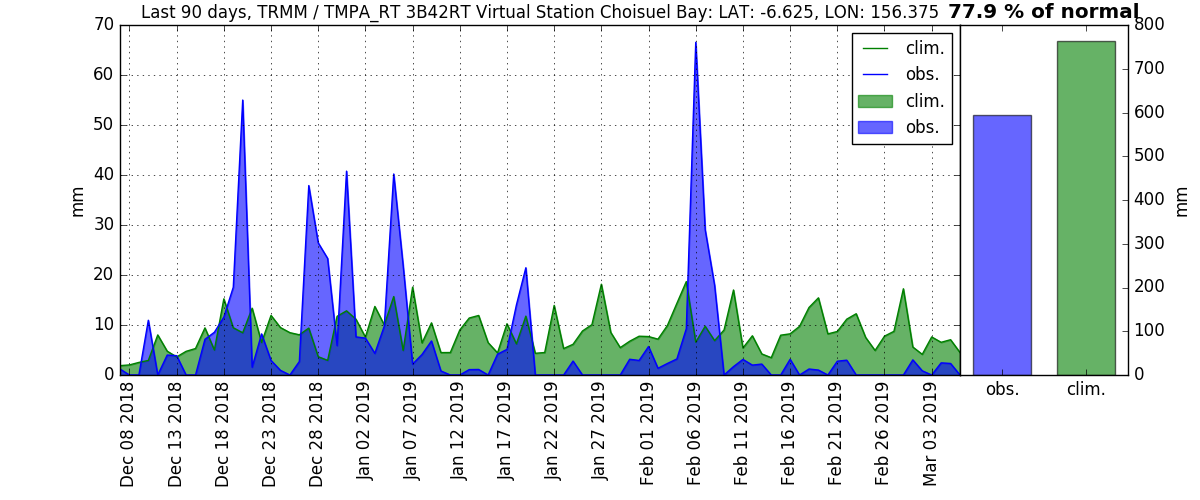 Last 90 days, TRMM / TMPA_RT 3B42RT Virtual Station Choisuel Bay: LAT: -6.625, LON: 156.375 77.9 % of normal
70
60
50
40
30
20
10
0
mm
clim.
obs.
clim.
obs.
800
700
600
500
400
300
200
100
0
mm
Dec 08 2018
Dec 13 2018
Dec 18 2018
Dec 23 2018
Dec 28 2018
Jan 02 2019
Jan 07 2019
Jan 12 2019
Jan 17 2019
Jan 22 2019
Jan 27 2019
Feb 01 2019
Feb 06 2019
Feb 11 2019
Feb 16 2019
Feb 21 2019
Feb 26 2019
Mar 03 2019
obs.
clim.